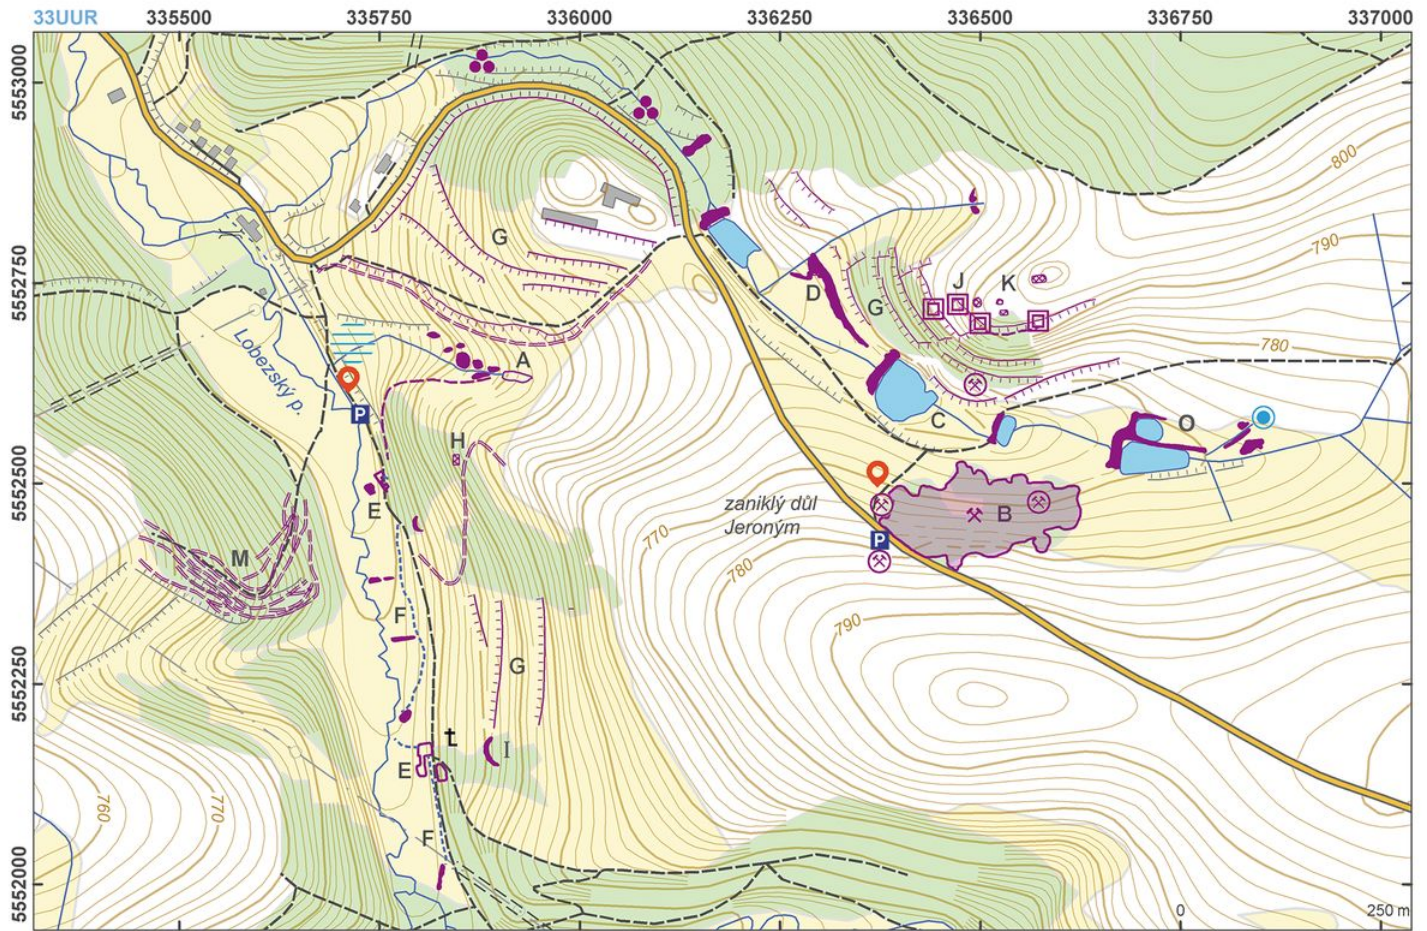 33UUR
335500
335750
336000
336250
336500
336750
337000
5553000
5552750
5552500
5552250
5552000
800
790
780
G
D
G
J
K
A
C
O
Lobezský p.
P
H
E
zaniklý důl
Jeroným
B
P
770
780
M
F
790
G
t
I
E
F
760
770
0
250 m